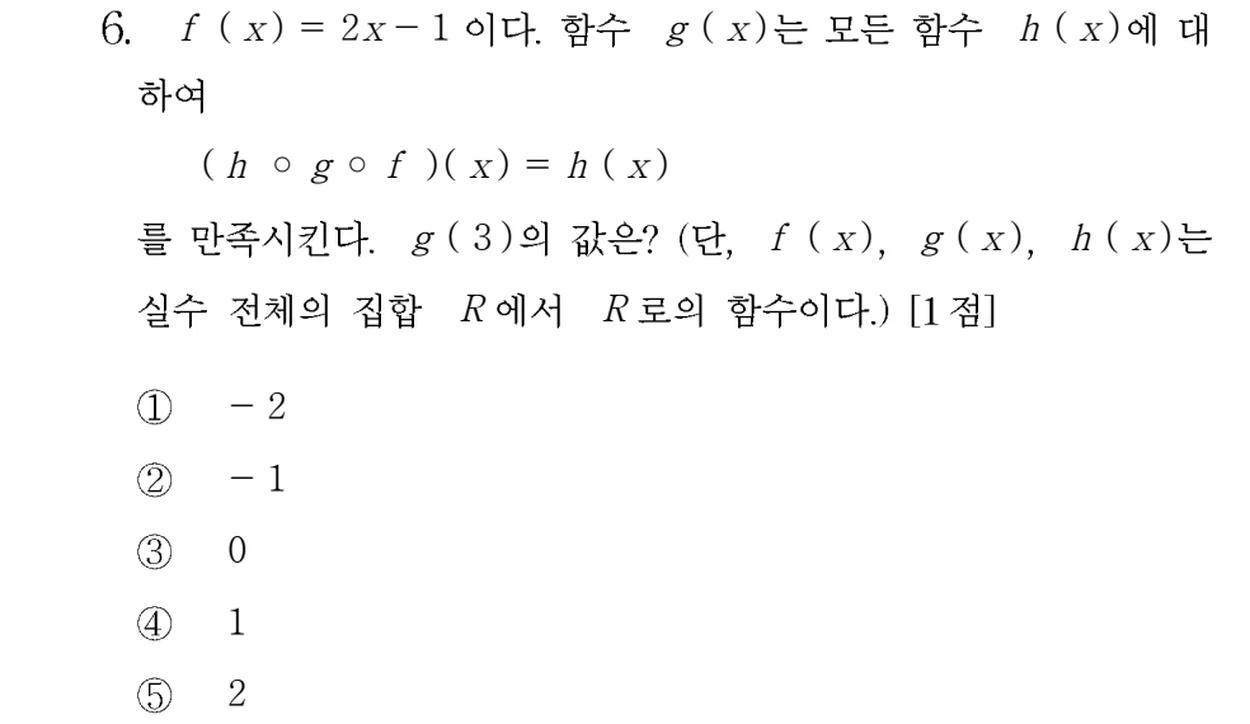 6. f(x)=2x-1이다. 함수 g(x)는 모든 함수 h(x)에 대
하여
(h∘g∘f)(x)=h(x)
를 만족시킨다. g(3)의 값은? (단, f(x), g(x), h(x)는
실수 전체의 집합 R에서 R로의 함수이다.) [1점]
① -2
② -1
③ 0
④ 1
⑤ 2